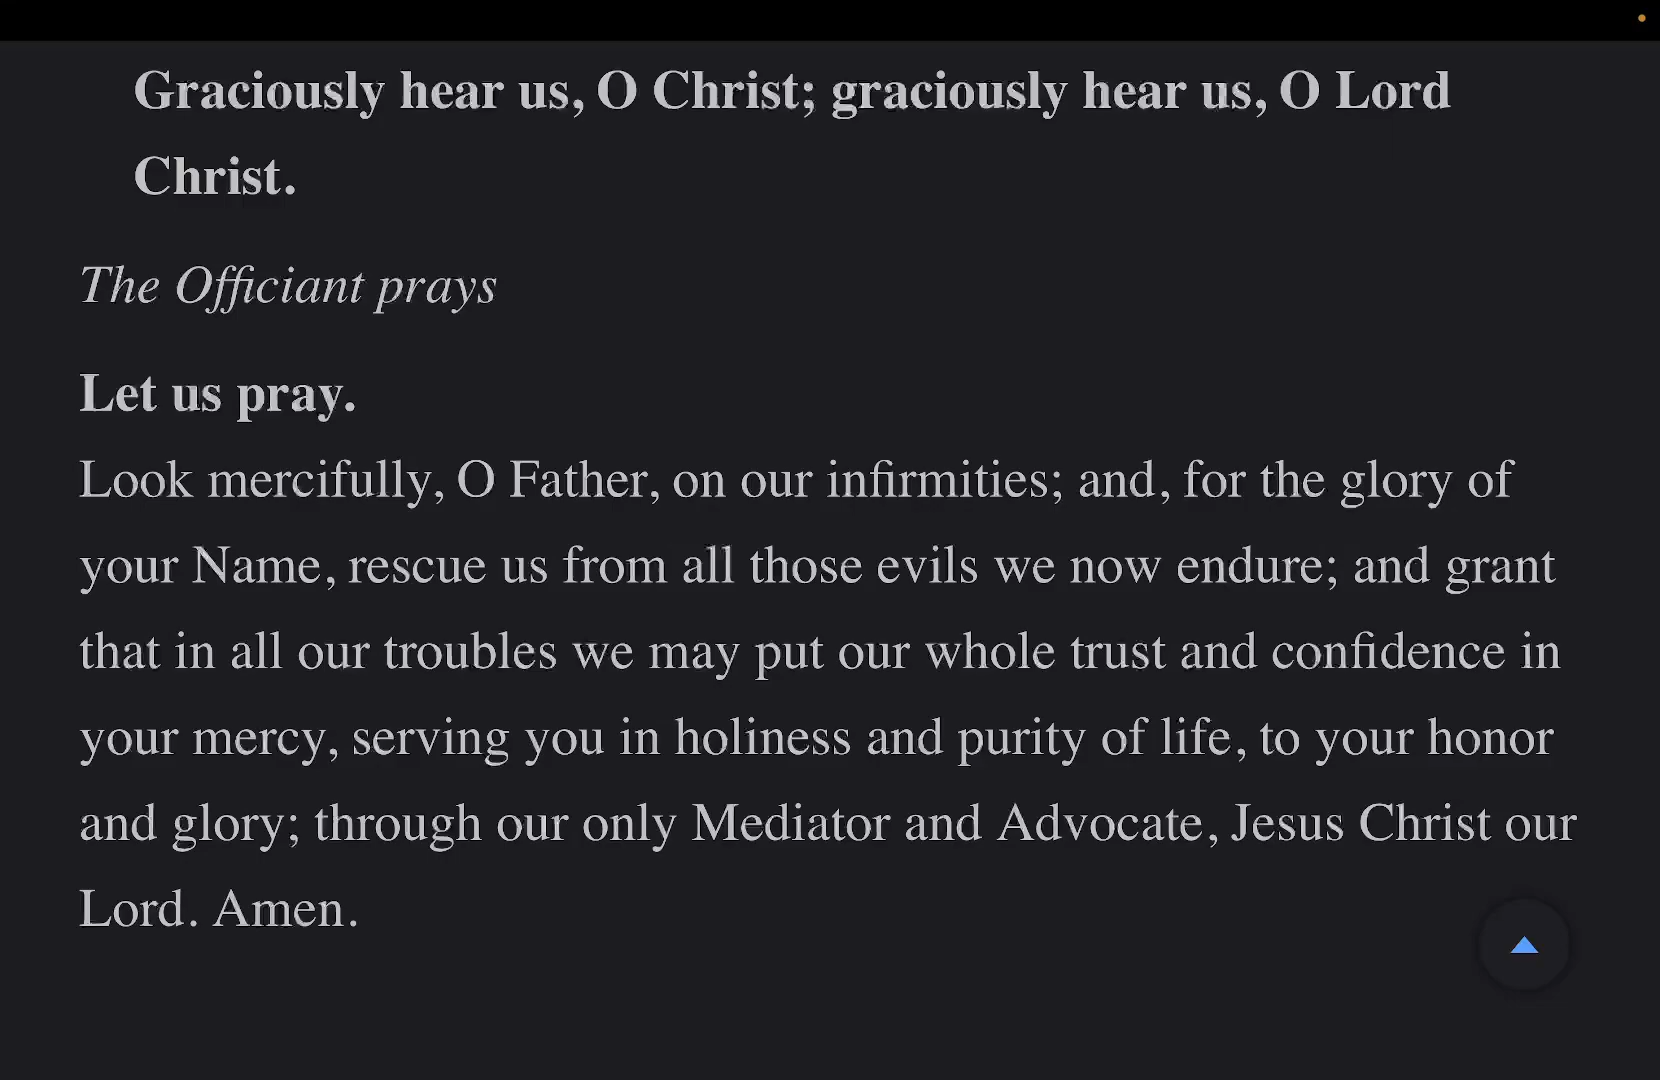 Graciously hear us, O Christ; graciously hear us, O Lord
Christ.
The Officiant prays
Let us pray.
Look mercifully, O Father, on our infirmities; and, for the glory of
your Name, rescue us from all those evils we now endure; and grant
that in all our troubles we may put our whole trust and confidence in
your mercy, serving you in holiness and purity of life, to your honor
and glory; through our only Mediator and Advocate, Jesus Christ our
Lord. Amen.